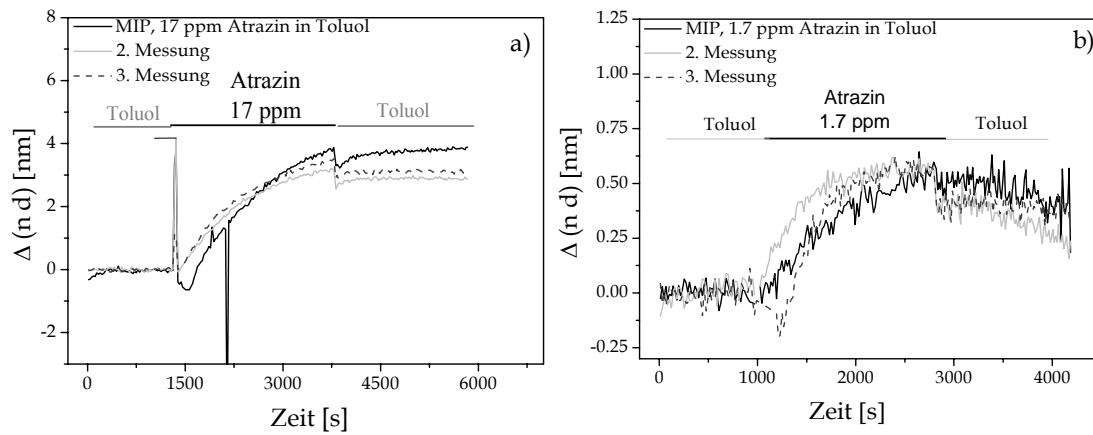 MIP, 17 ppm Atrazin in Toluol
2. Messung
3. Messung
a)
Toluol
Atrazin
17 ppm
Toluol
8
6
4
2
0
-2
0
1500
3000
4500
6000
Δ (n d) [nm]
Zeit [s]
MIP, 1.7 ppm Atrazin in Toluol
2. Messung
3. Messung
b)
Toluol
Atrazin
1.7 ppm
Toluol
1.25
1.00
0.75
0.50
0.25
0.00
-0.25
0
1000
2000
3000
4000
Δ (n d) [nm]
Zeit [s]